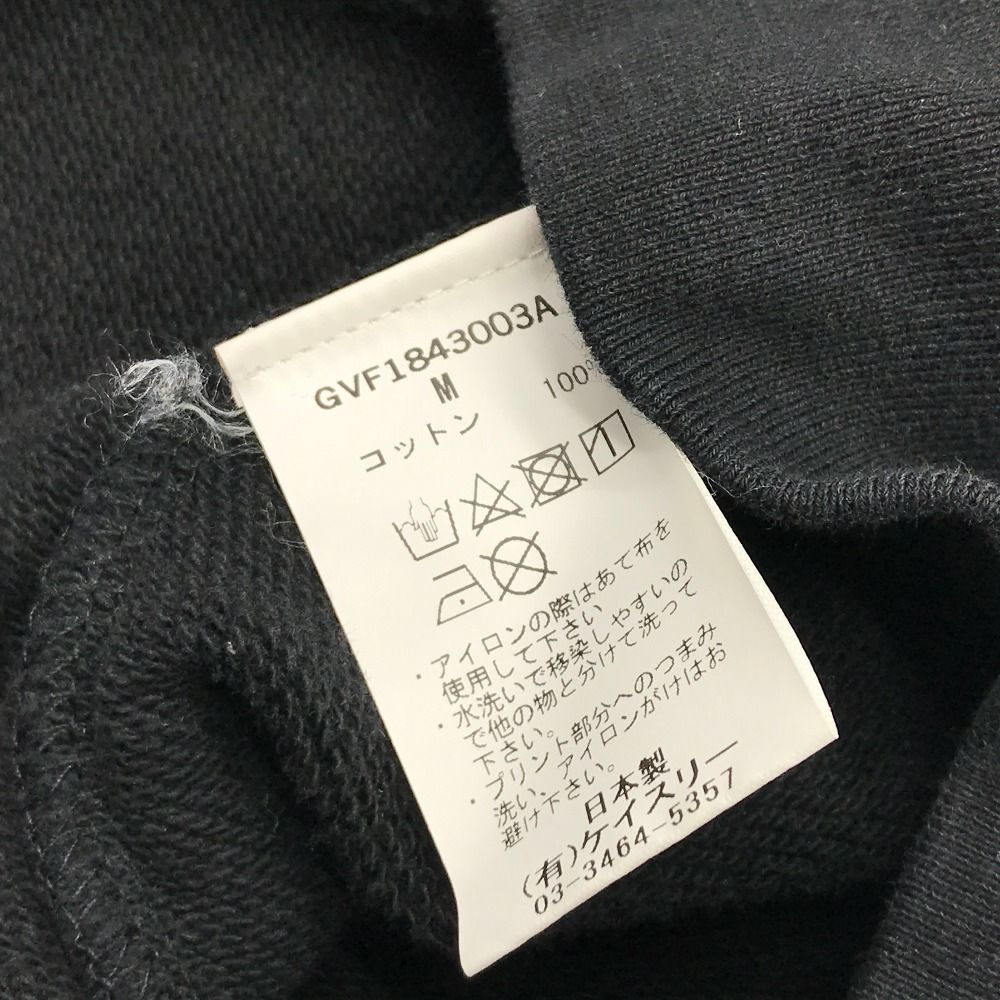 GVF1843003A
M
コットン 100%
・アイロンの際はあて布を
使用して下さい
・水洗いで移染しやすいの
で他の物と分けて洗って
下さい。
・プリント部分へのつまみ
洗い、アイロンがけはお
避け下さい。
日本製
(有)ケイスリー
03-3464-5357